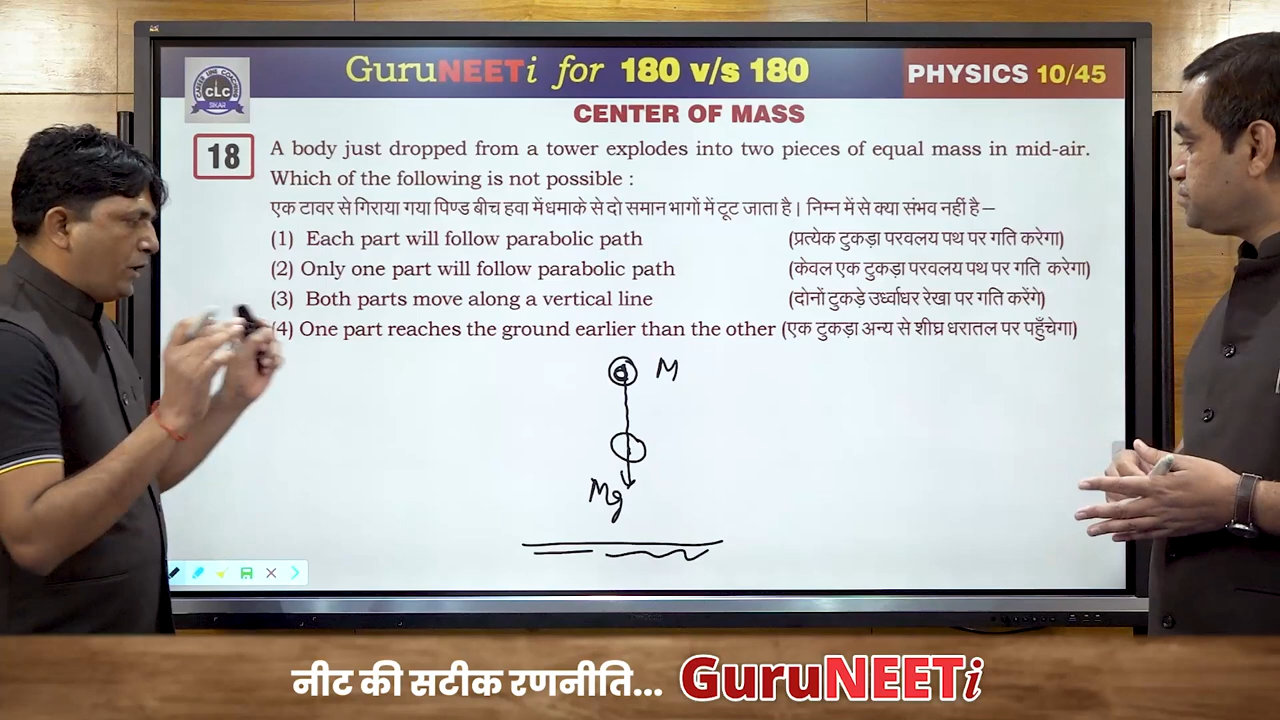 GuruNEETi for 180 v/s 180
PHYSICS 10/45
CAREER LINE COACHING
CLC
SIKAR
CENTER OF MASS
18 A body just dropped from a tower explodes into two pieces of equal mass in mid-air.
Which of the following is not possible :
एक टावर से गिराया गया पिण्ड बीच हवा में धमाके से दो समान भागों में टूट जाता है। निम्न में से क्या संभव नहीं है–
(1) Each part will follow parabolic path (प्रत्येक टुकड़ा परवलय पथ पर गति करेगा)
(2) Only one part will follow parabolic path (केवल एक टुकड़ा परवलय पथ पर गति करेगा)
(3) Both parts move along a vertical line (दोनों टुकड़े उर्ध्वाधर रेखा पर गति करेंगे)
(4) One part reaches the ground earlier than the other (एक टुकड़ा अन्य से शीघ्र धरातल पर पहुँचेगा)
M
Mg
नीट की सटीक रणनीति... GuruNEETi